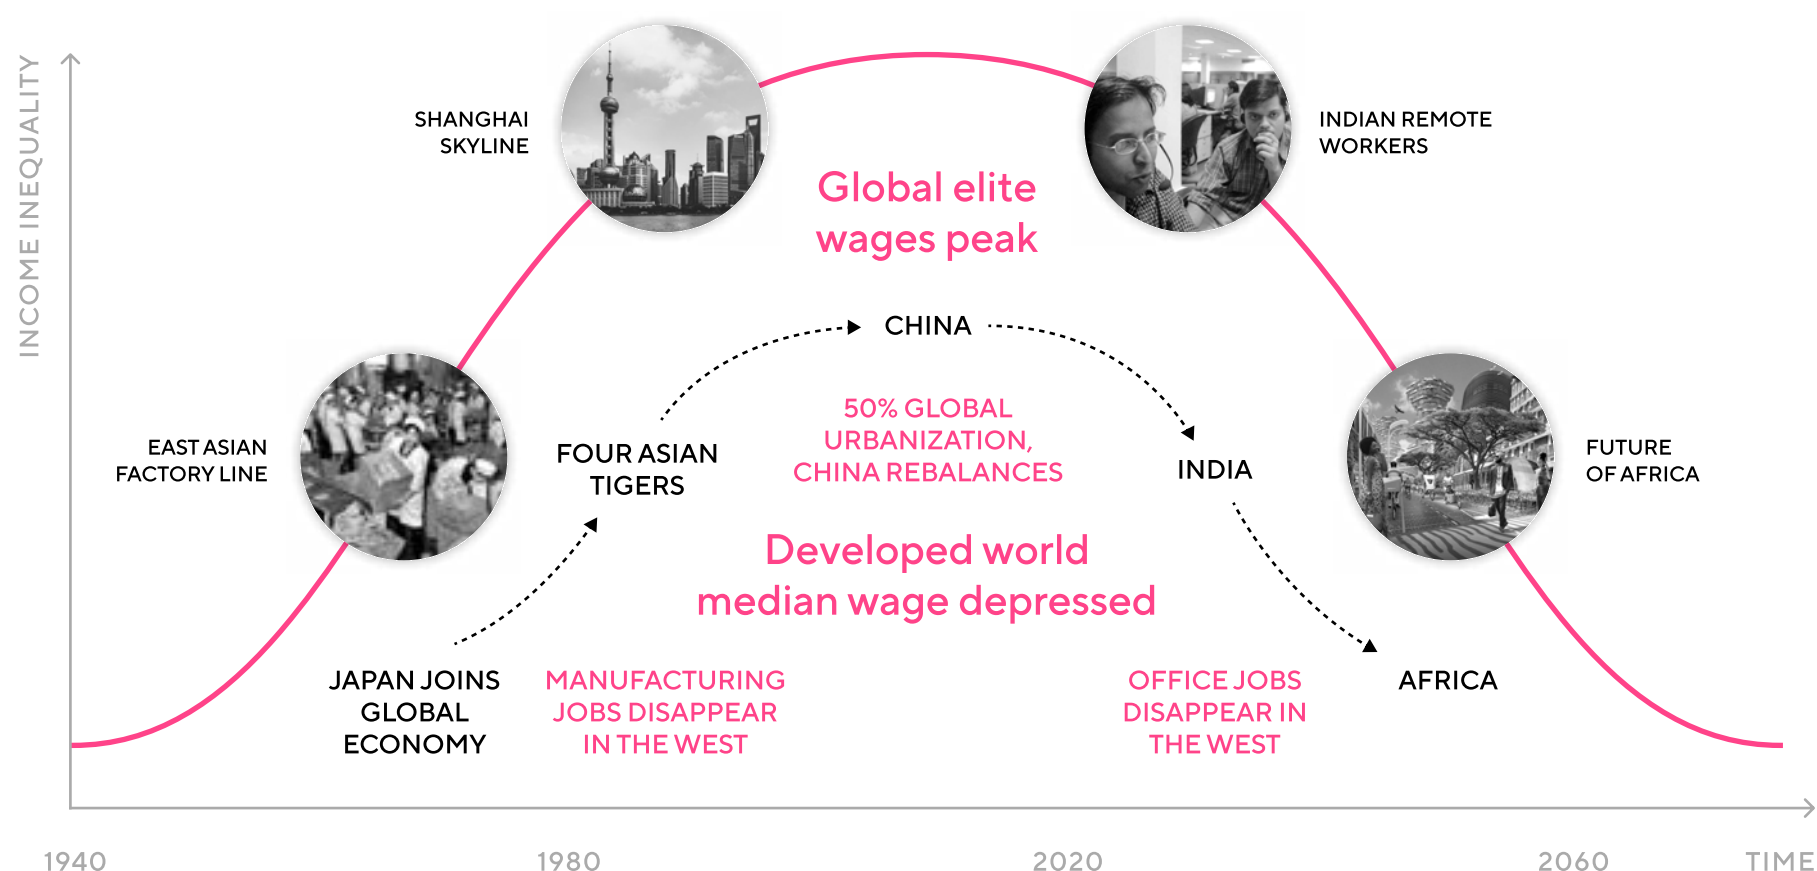 INCOME INEQUALITY
SHANGHAI
SKYLINE
INDIAN REMOTE
WORKERS
Global elite
wages peak
CHINA
50% GLOBAL
URBANIZATION,
CHINA REBALANCES
EAST ASIAN
FACTORY LINE
FOUR ASIAN
TIGERS
INDIA
FUTURE
OF AFRICA
Developed world
median wage depressed
JAPAN JOINS
GLOBAL
ECONOMY
MANUFACTURING
JOBS DISAPPEAR
IN THE WEST
OFFICE JOBS
DISAPPEAR IN
THE WEST
AFRICA
1940
1980
2020
2060
TIME